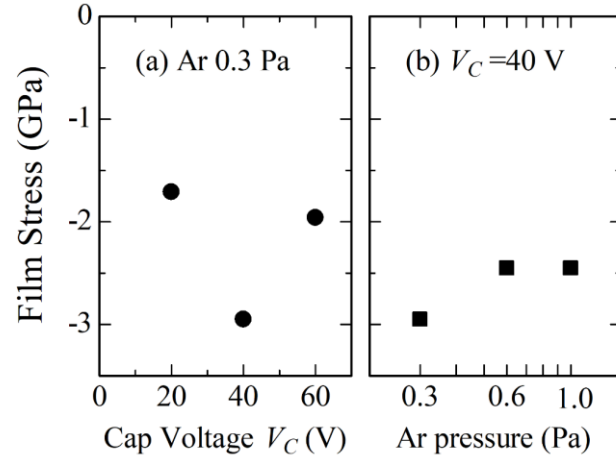 0
-1
-2
-3
Film Stress (GPa)
(a) Ar 0.3 Pa
0 20 40 60
Cap Voltage V_C (V)
(b) V_C =40 V
0.3 0.6 1.0
Ar pressure (Pa)